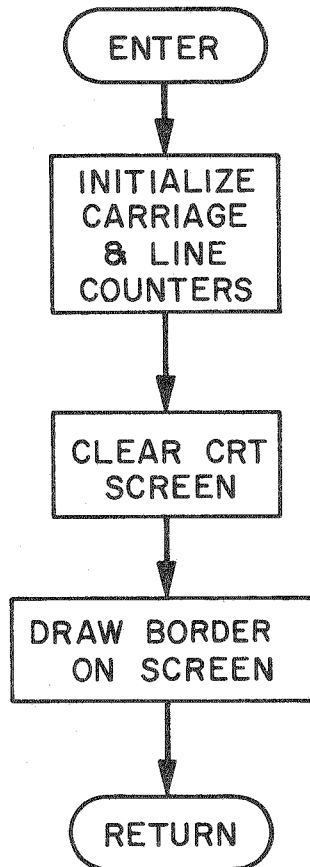 ENTER
INITIALIZE
CARRIAGE
& LINE
COUNTERS
CLEAR CRT
SCREEN
DRAW BORDER
ON SCREEN
RETURN